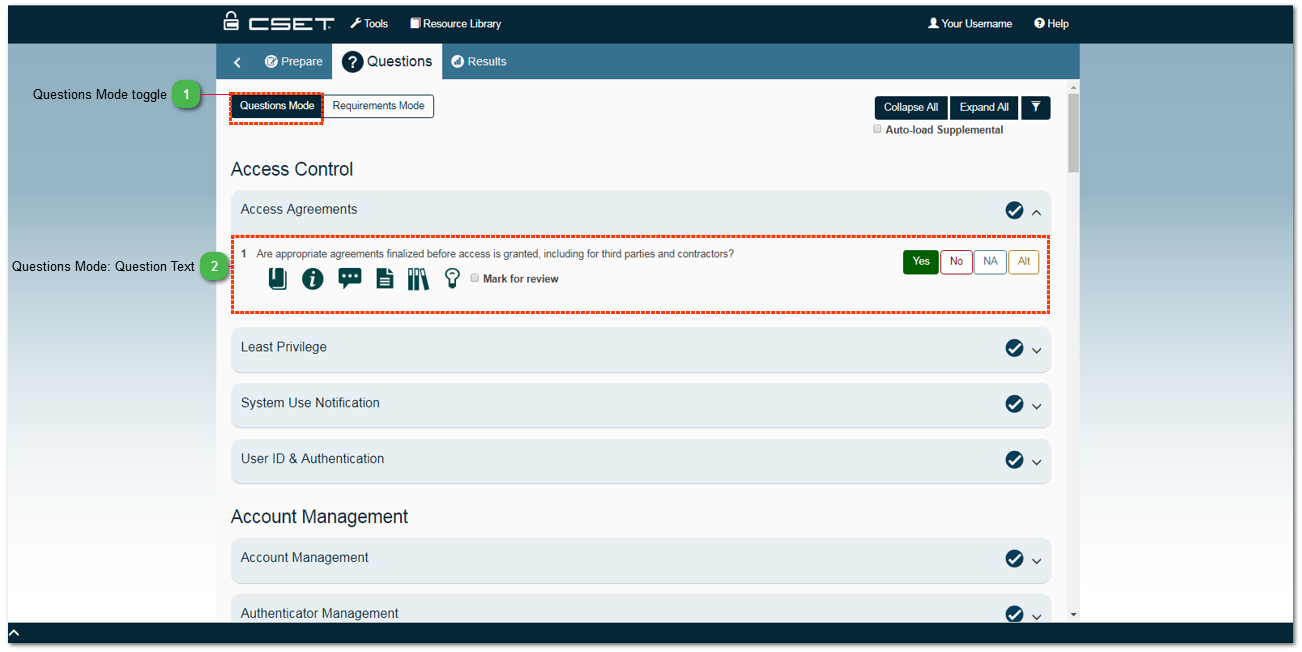 CSET
Tools
Resource Library
Your Username
Help
Prepare
Questions
Results
Questions Mode toggle 1
Questions Mode
Requirements Mode
Collapse All
Expand All
Auto-load Supplemental
Access Control
Access Agreements
Questions Mode: Question Text 2
1 Are appropriate agreements finalized before access is granted, including for third parties and contractors?
Yes
No
NA
Alt
Mark for review
Least Privilege
System Use Notification
User ID & Authentication
Account Management
Account Management
Authenticator Management